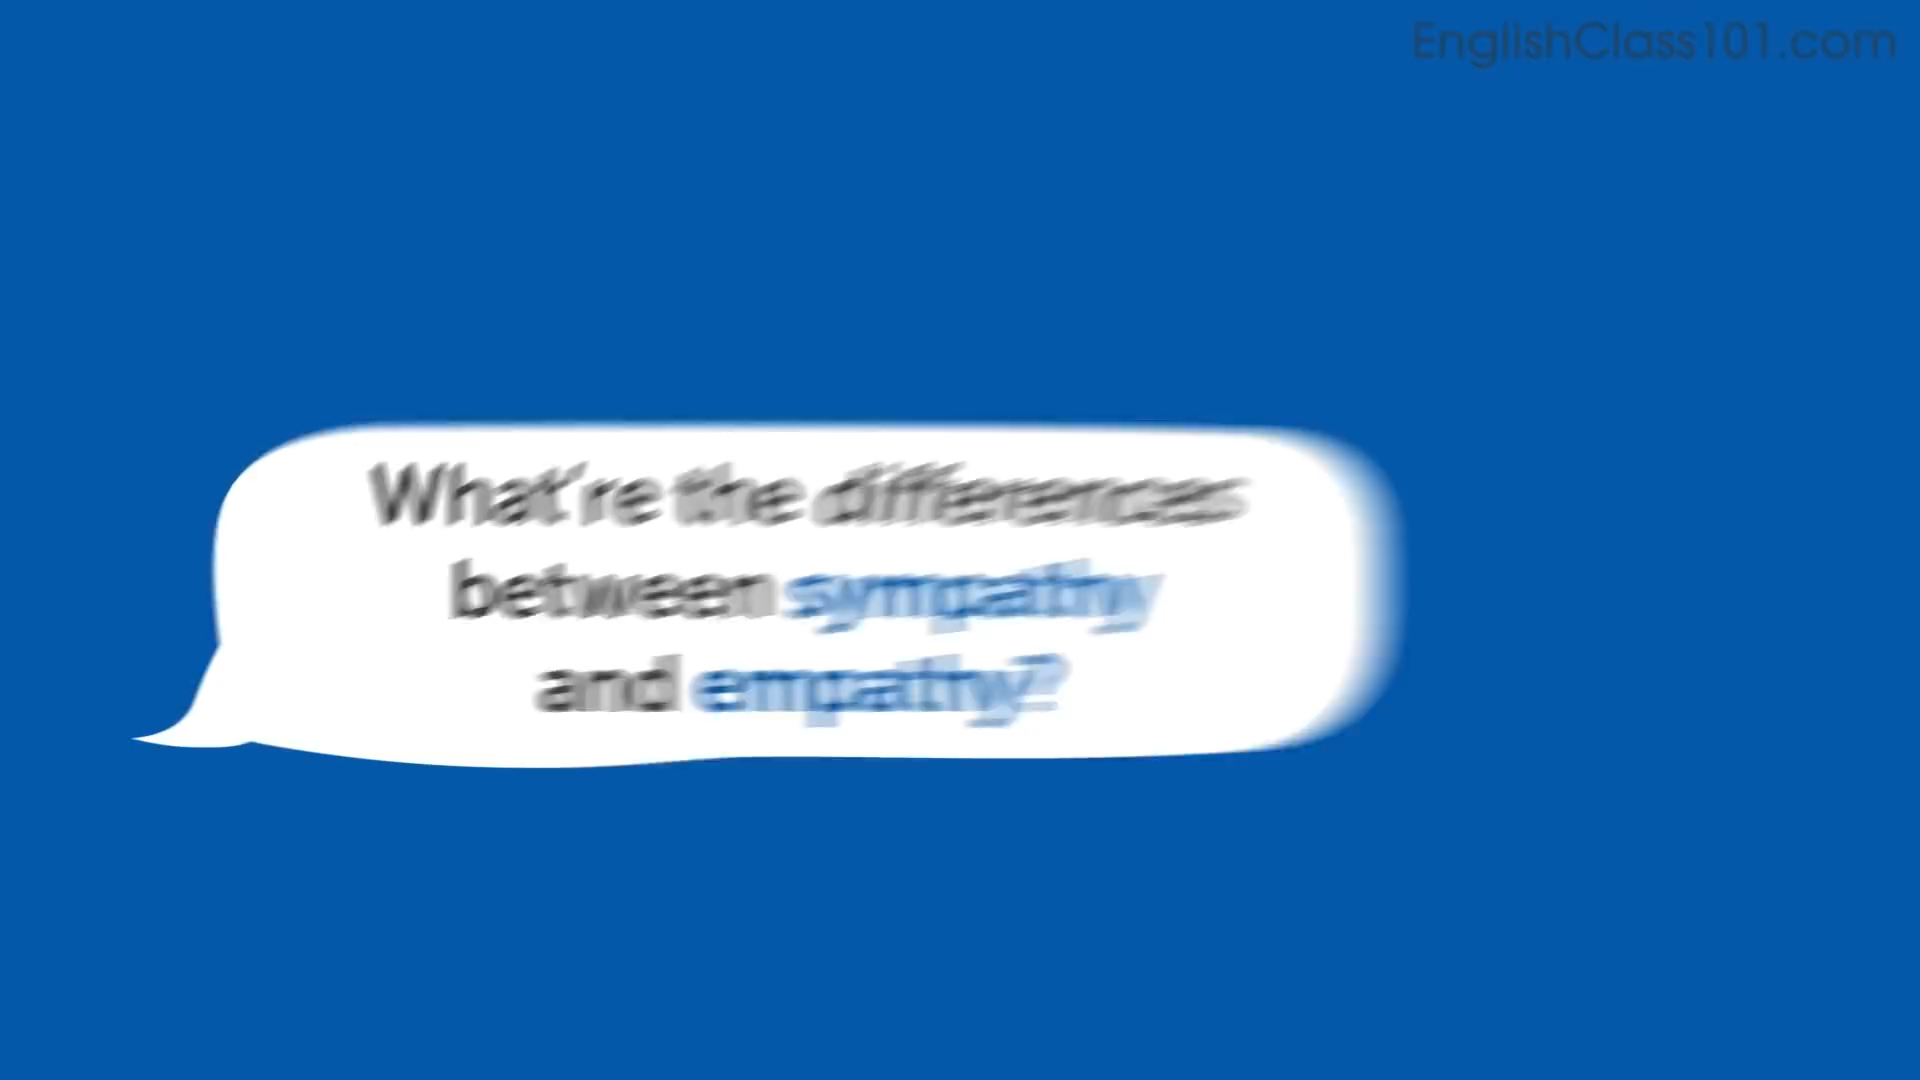 EnglishClass101.com
What're the differences
between sympathy
and empathy?